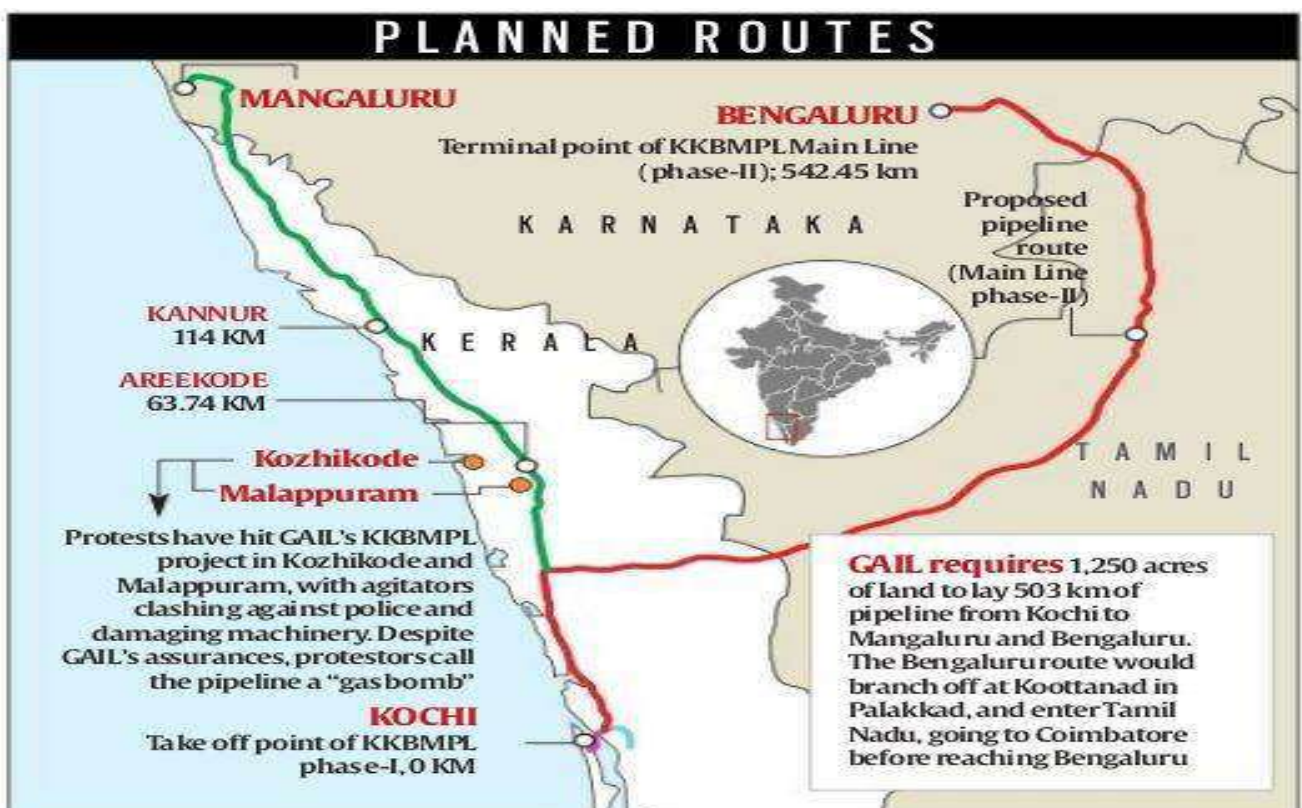 PLANNED ROUTES
MANGALURU
BENGALURU
Terminal point of KKBMPL Main Line
(phase-II); 542.45 km
KARNATAKA
Proposed
pipeline
route
(Main Line
phase-II)
KANNUR
114 KM
KERALA
AREEKODE
63.74 KM
Kozhikode
Malappuram
TAMIL
NADU
Protests have hit GAIL's KKBMPL
project in Kozhikode and
Malappuram, with agitators
clashing against police and
damaging machinery. Despite
GAIL's assurances, protestors call
the pipeline a "gas bomb"
KOCHI
Take off point of KKBMPL
phase-I, 0 KM
GAIL requires 1,250 acres
of land to lay 503 km of
pipeline from Kochi to
Mangaluru and Bengaluru.
The Bengaluru route would
branch off at Koottanad in
Palakkad, and enter Tamil
Nadu, going to Coimbatore
before reaching Bengaluru